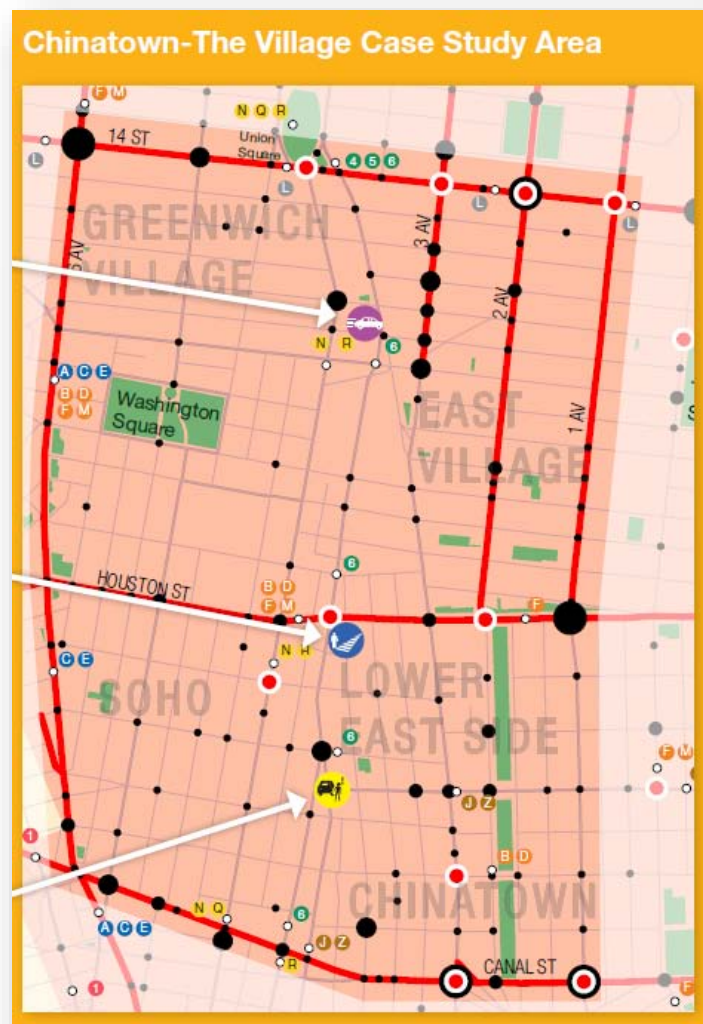 Chinatown-The Village Case Study Area
F M
N Q R
14 ST
Union
Square
4 5 6
L
L
L
L
GREENWICH
VILLAGE
3 AV
6 AV
2 AV
N R
6
A C E
B D
F M
Washington
Square
EAST
VILLAGE
1 AV
6
HOUSTON ST
B D
F M
F
N R
C E
SOHO
LOWER
EAST SIDE
6
F M
J Z
1
B D
CHINATOWN
N Q
6
A C E
J Z
R
CANAL ST
1
F